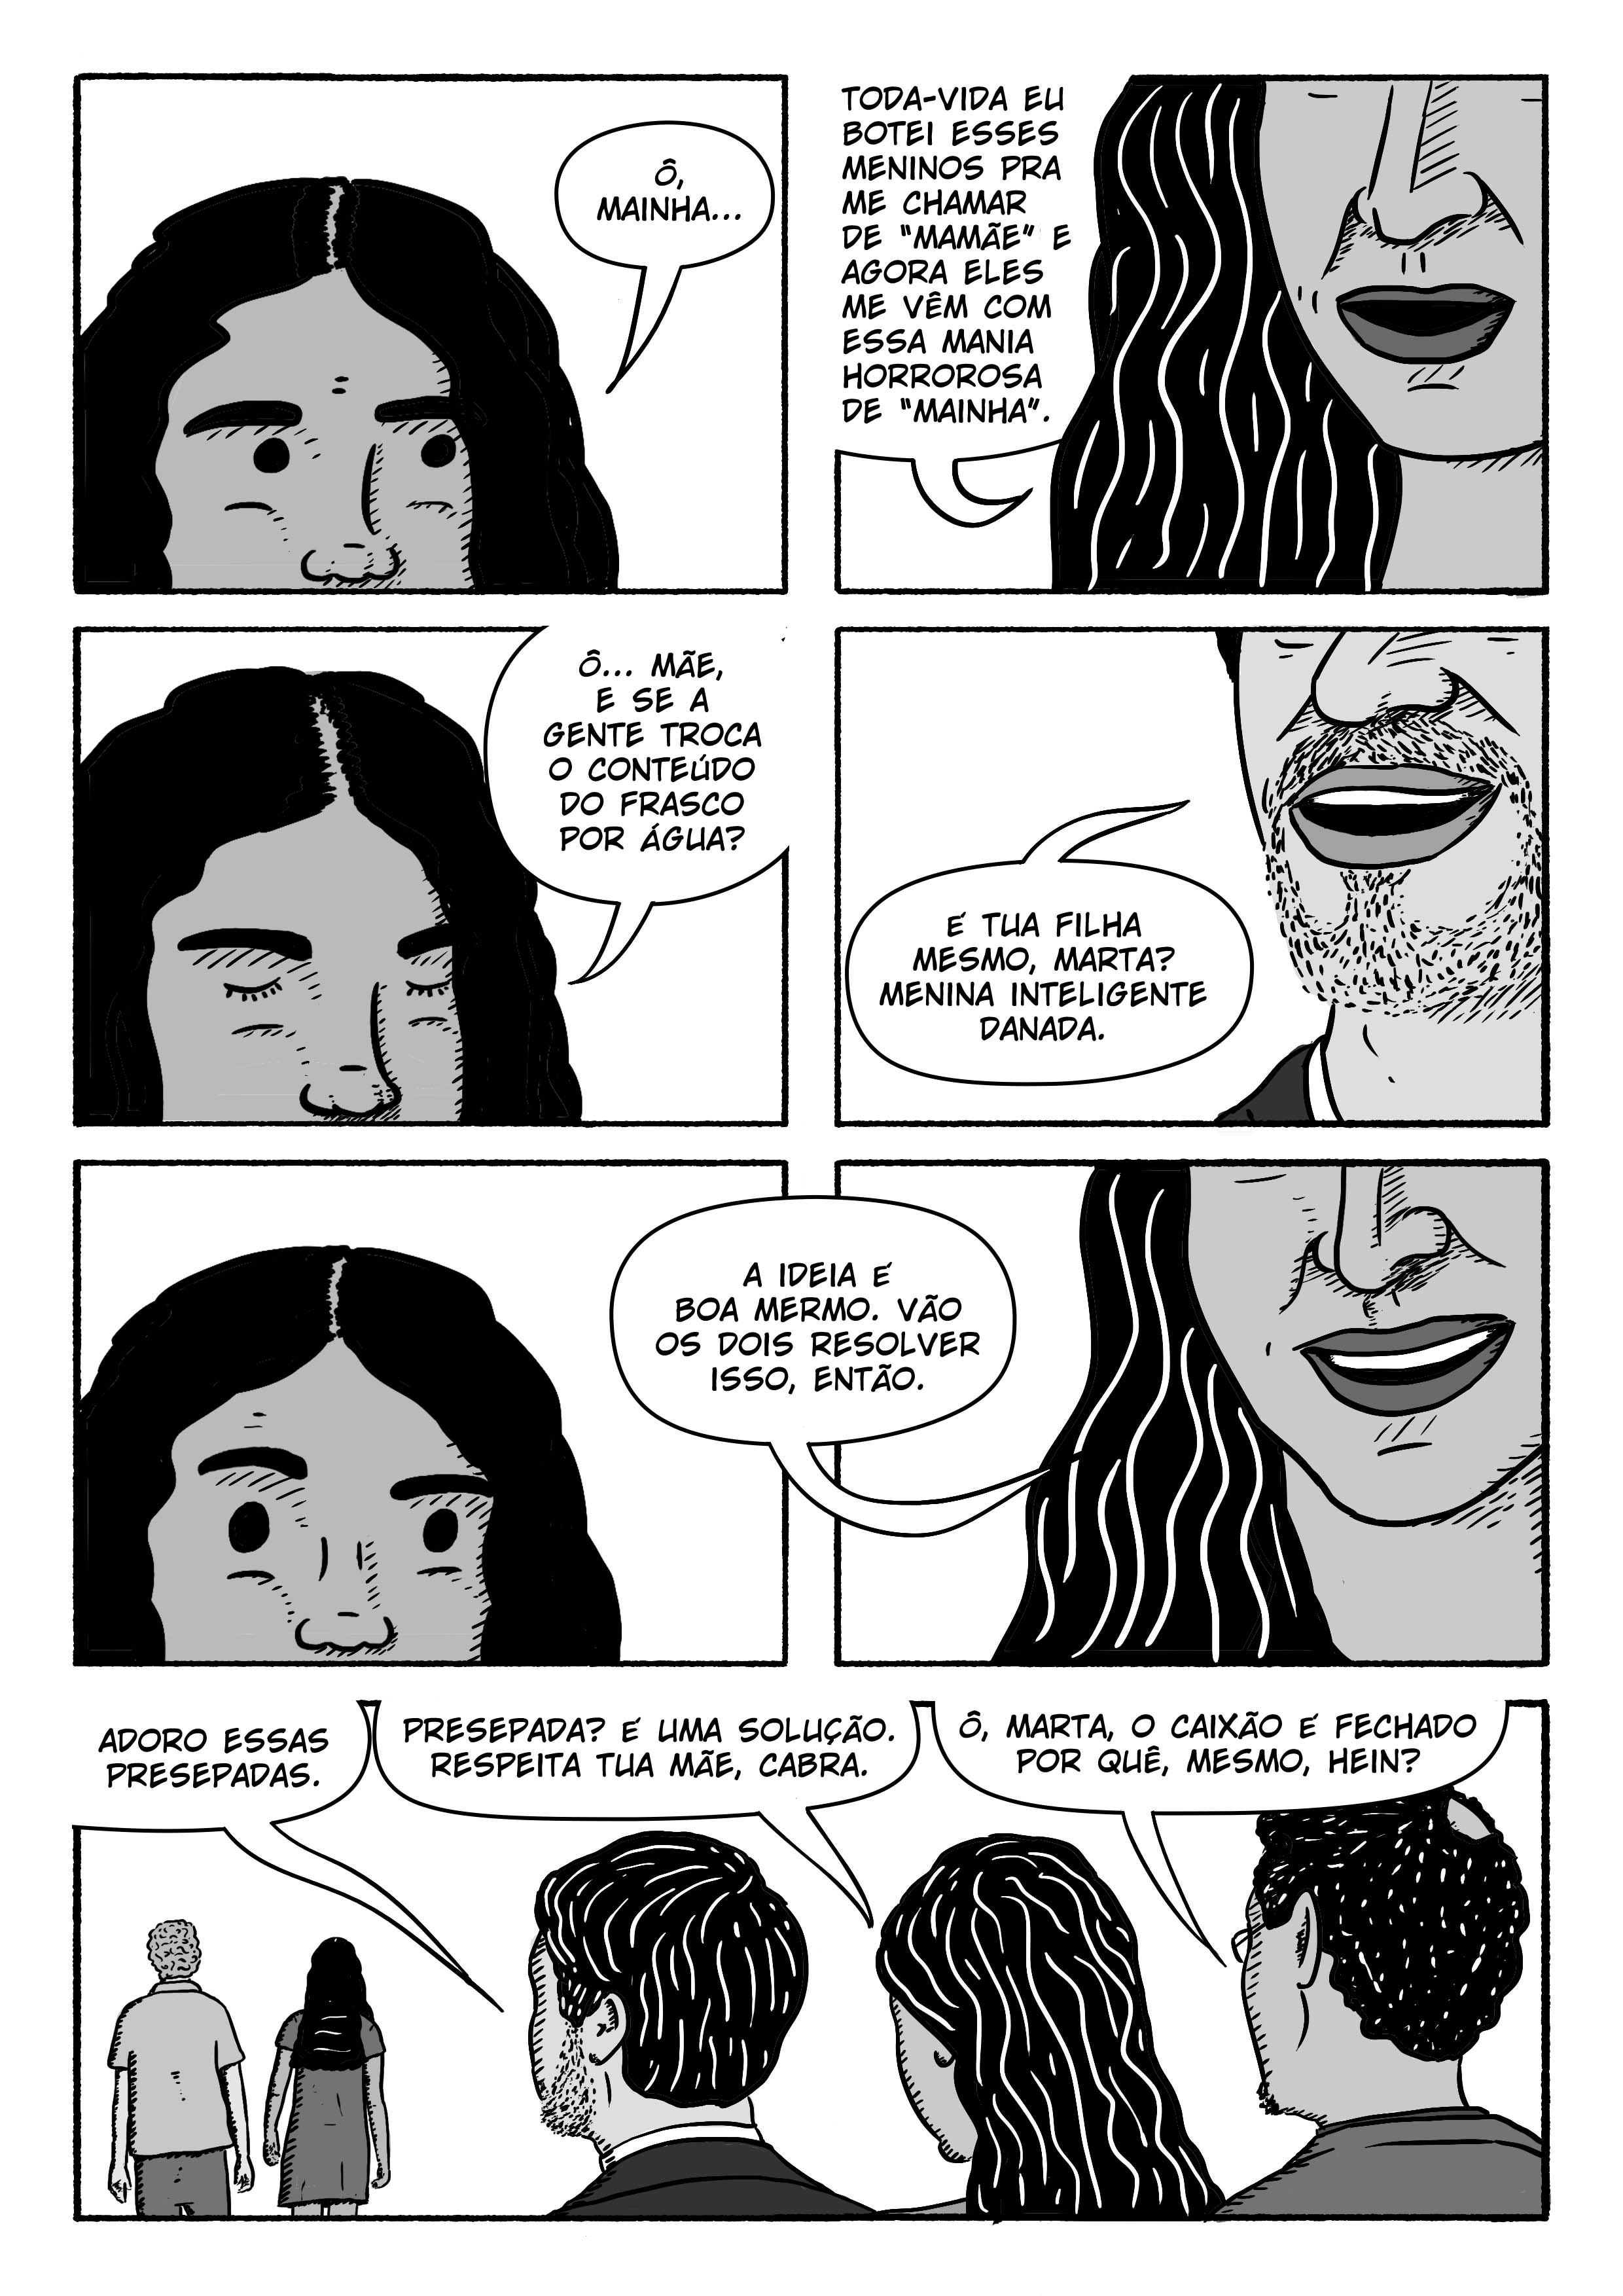 Ô,
MAINHA...
TODA-VIDA EU
BOTEI ESSES
MENINOS PRA
ME CHAMAR
DE "MAMÃE" E
AGORA ELES
ME VÊM COM
ESSA MANIA
HORROROSA
DE "MAINHA".
Ô... MÃE,
E SE A
GENTE TROCA
O CONTEÚDO
DO FRASCO
POR ÁGUA?
É TUA FILHA
MESMO, MARTA?
MENINA INTELIGENTE
DANADA.
A IDEIA É
BOA MERMO. VÃO
OS DOIS RESOLVER
ISSO, ENTÃO.
ADORO ESSAS
PRESEPADAS.
PRESEPADA? É UMA SOLUÇÃO.
RESPEITA TUA MÃE, CABRA.
Ô, MARTA, O CAIXÃO É FECHADO
POR QUÊ, MESMO, HEIN?